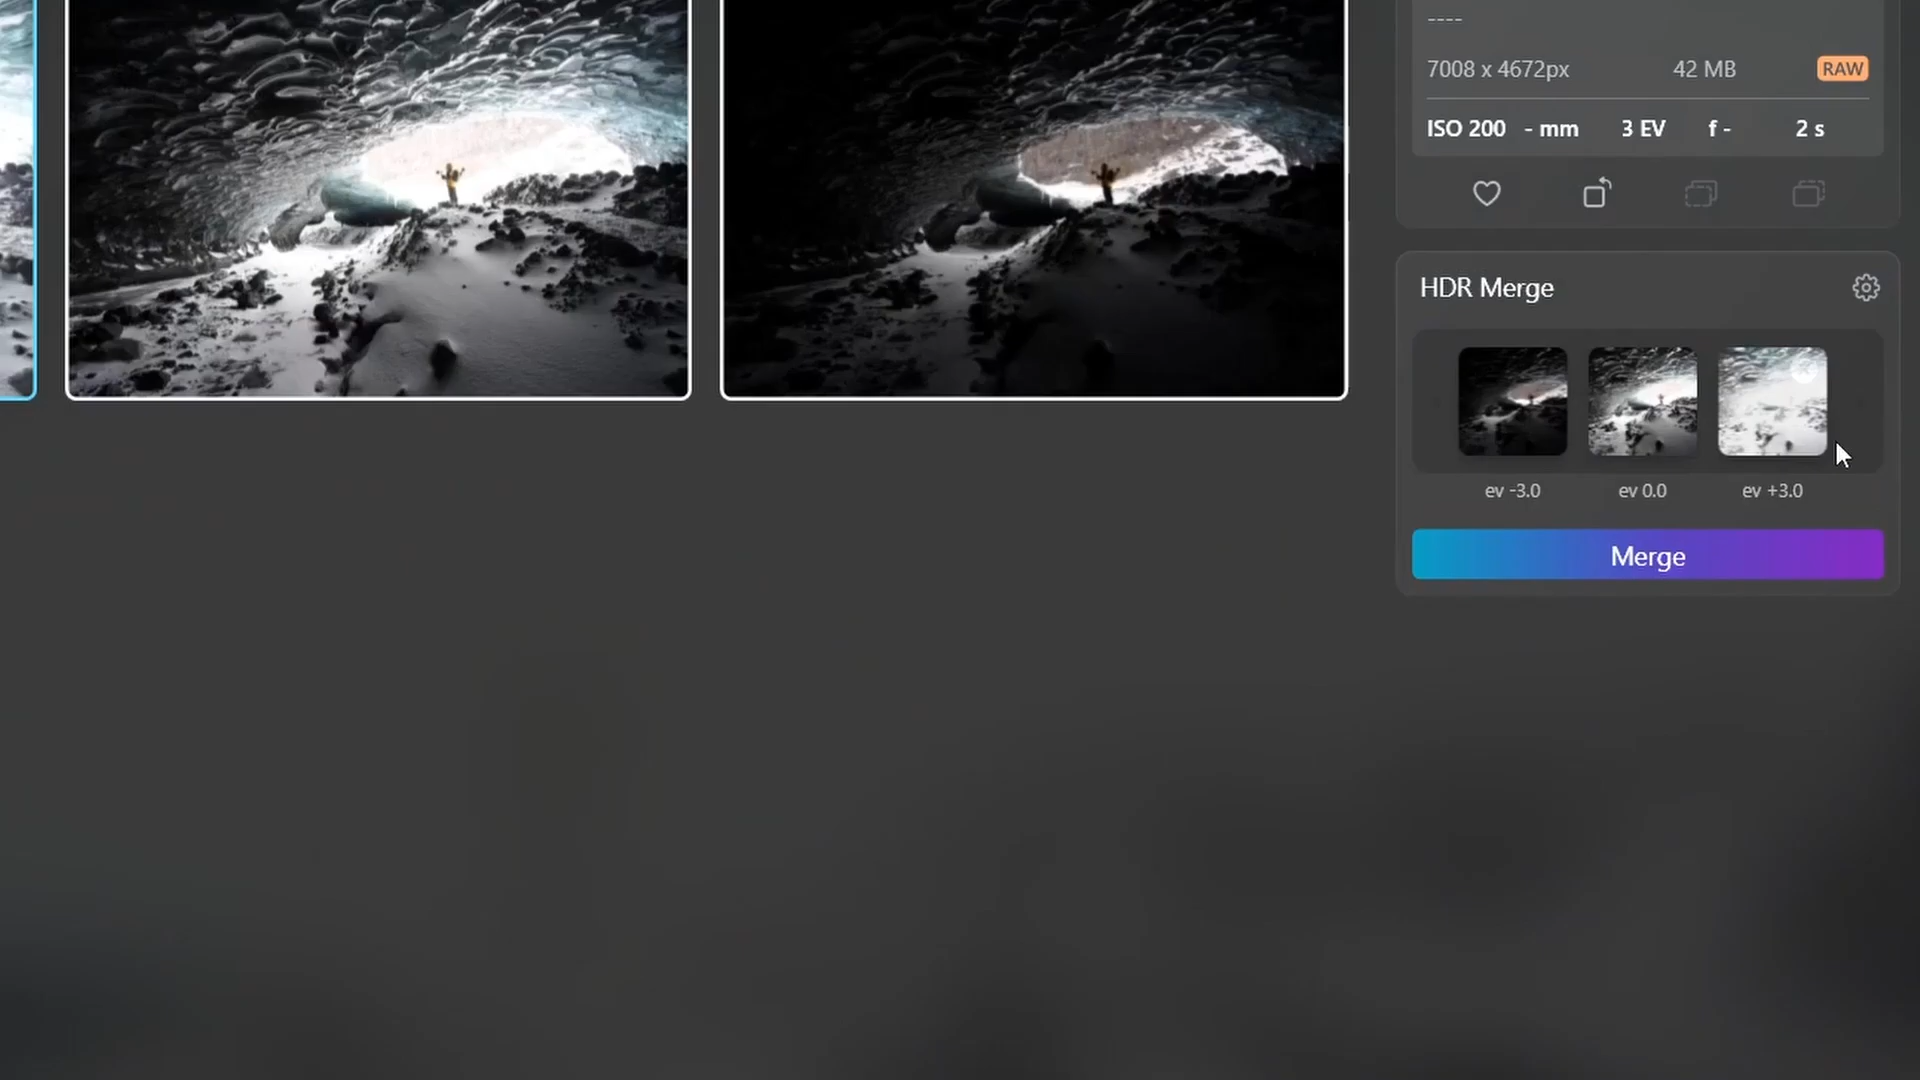 ----
7008 x 4672px 42 MB RAW
ISO 200 - mm 3 EV f - 2 s
HDR Merge
ev -3.0 ev 0.0 ev +3.0
Merge